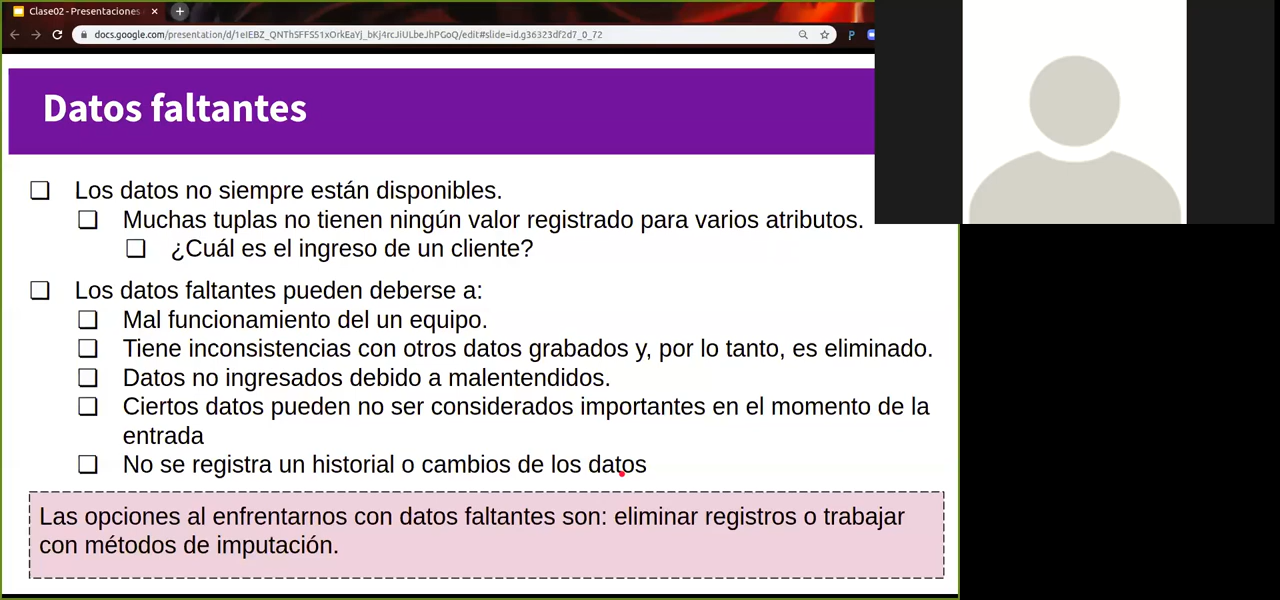 Clase02 - Presentaciones
docs.google.com/presentation/d/1eIEBZ_QNThSFFSS1xOrkEaYj_bKj4rcJiULbeJhPGoQ/edit#slide=id.g36323df2d7_0_72
Datos faltantes
Los datos no siempre están disponibles.
Muchas tuplas no tienen ningún valor registrado para varios atributos.
¿Cuál es el ingreso de un cliente?
Los datos faltantes pueden deberse a:
Mal funcionamiento del un equipo.
Tiene inconsistencias con otros datos grabados y, por lo tanto, es eliminado.
Datos no ingresados debido a malentendidos.
Ciertos datos pueden no ser considerados importantes en el momento de la
entrada
No se registra un historial o cambios de los datos
Las opciones al enfrentarnos con datos faltantes son: eliminar registros o trabajar
con métodos de imputación.